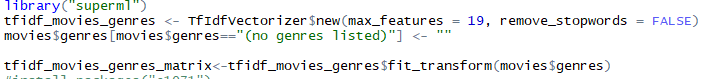 library("superml")
tfidf_movies_genres <- TfIdfVectorizer$new(max_features = 19, remove_stopwords = FALSE)
movies$genres[movies$genres=="(no genres listed)"] <- ""
tfidf_movies_genres_matrix<-tfidf_movies_genres$fit_transform(movies$genres)